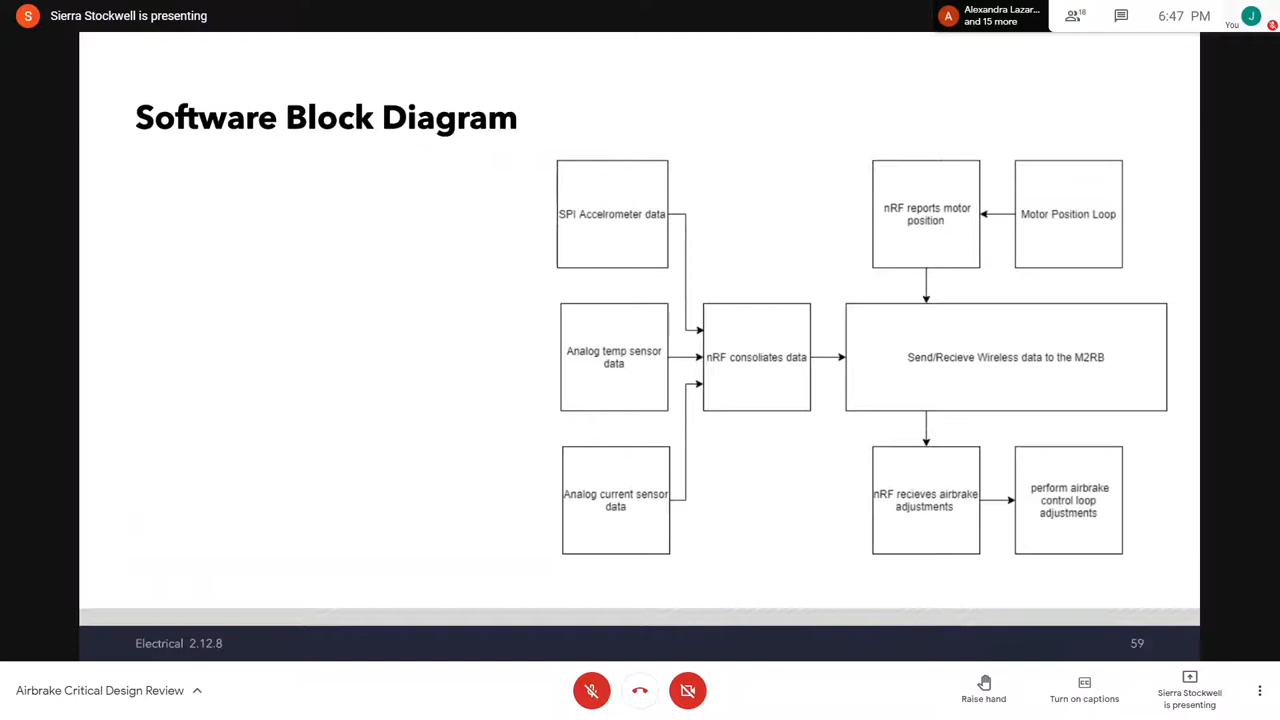 S
Sierra Stockwell is presenting
A
Alexandra Lazar...
and 15 more
18
6:47 PM
You
J
Software Block Diagram
SPI Accelrometer data
nRF reports motor
position
Motor Position Loop
Analog temp sensor
data
nRF consoliates data
Send/Recieve Wireless data to the M2RB
Analog current sensor
data
nRF recieves airbrake
adjustments
perform airbrake
control loop
adjustments
Electrical 2.12.8
59
Airbrake Critical Design Review
Raise hand
CC
Turn on captions
Sierra Stockwell
is presenting